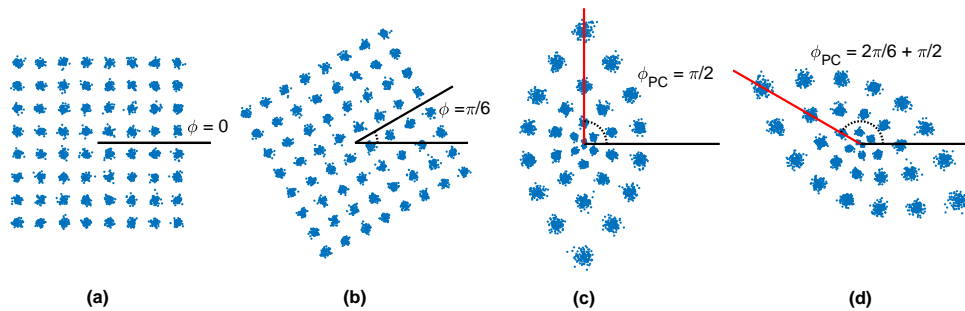 ϕ = 0
(a)
ϕ = π/6
(b)
ϕ_PC = π/2
(c)
ϕ_PC = 2π/6 + π/2
(d)